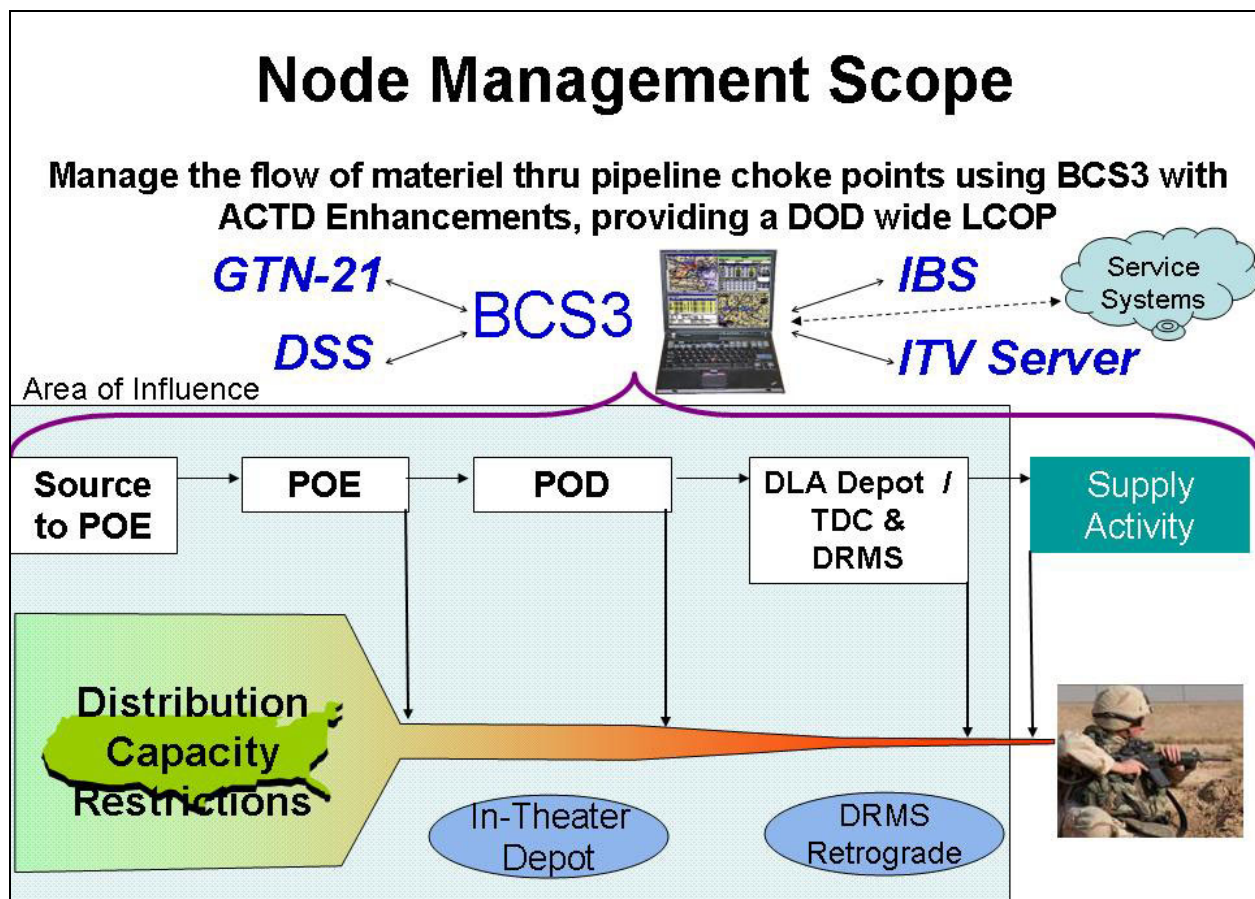 Node Management Scope
Manage the flow of materiel thru pipeline choke points using BCS3 with
ACTD Enhancements, providing a DOD wide LCOP
GTN-21
BCS3
DSS
IBS
ITV Server
Service
Systems
Area of Influence
Source
to POE
POE
POD
DLA Depot /
TDC &
DRMS
Supply
Activity
Distribution
Capacity
Restrictions
In-Theater
Depot
DRMS
Retrograde